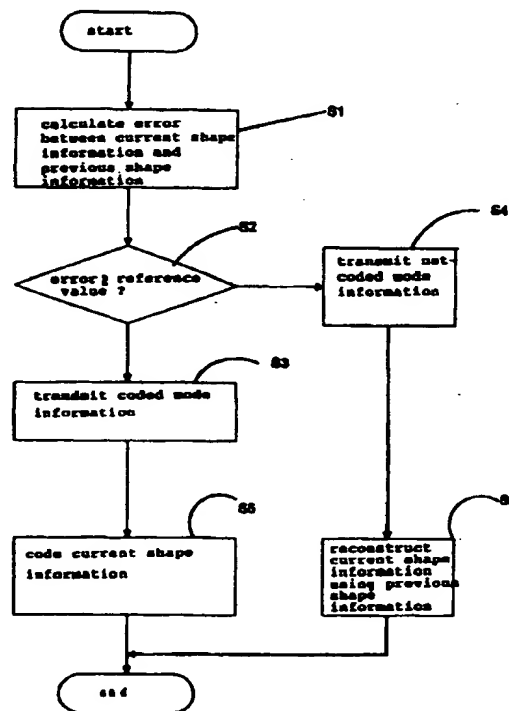 start
calculate error
between current shape
information and
previous shape
information
S1
error≥ reference
value ?
S2
transmit not-
coded mode
information
S4
transmit coded mode
information
S3
code current shape
information
S5
reconstruct
current shape
information
using previous
shape
information
end